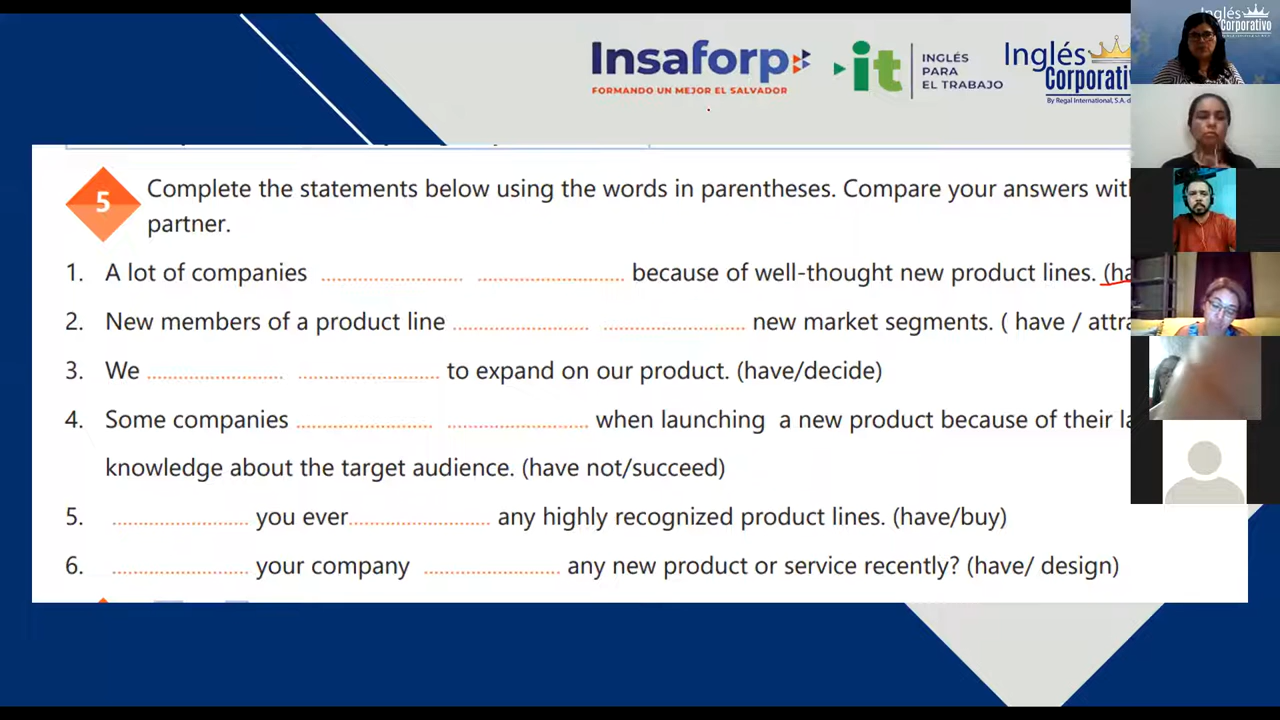 Insaforp
FORMANDO UN MEJOR EL SALVADOR
it
INGLÉS
PARA
EL TRABAJO
Inglés
Corporativo
By Regal International, S.A. d
Inglés
Corporativo
5
Complete the statements below using the words in parentheses. Compare your answers with
partner.
1. A lot of companies ............................ ............................ because of well-thought new product lines. (ha
2. New members of a product line ............................ ............................ new market segments. ( have / attra
3. We ............................ ............................ to expand on our product. (have/decide)
4. Some companies ............................ ............................ when launching a new product because of their la
knowledge about the target audience. (have not/succeed)
5. ............................ you ever............................ any highly recognized product lines. (have/buy)
6. ............................ your company ............................ any new product or service recently? (have/ design)